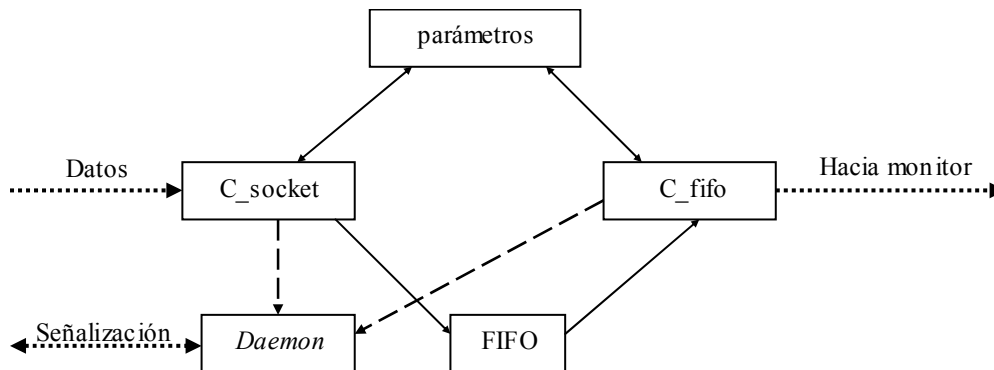 parámetros
Datos
C_socket
C_fifo
Hacia monitor
Señalización
Daemon
FIFO